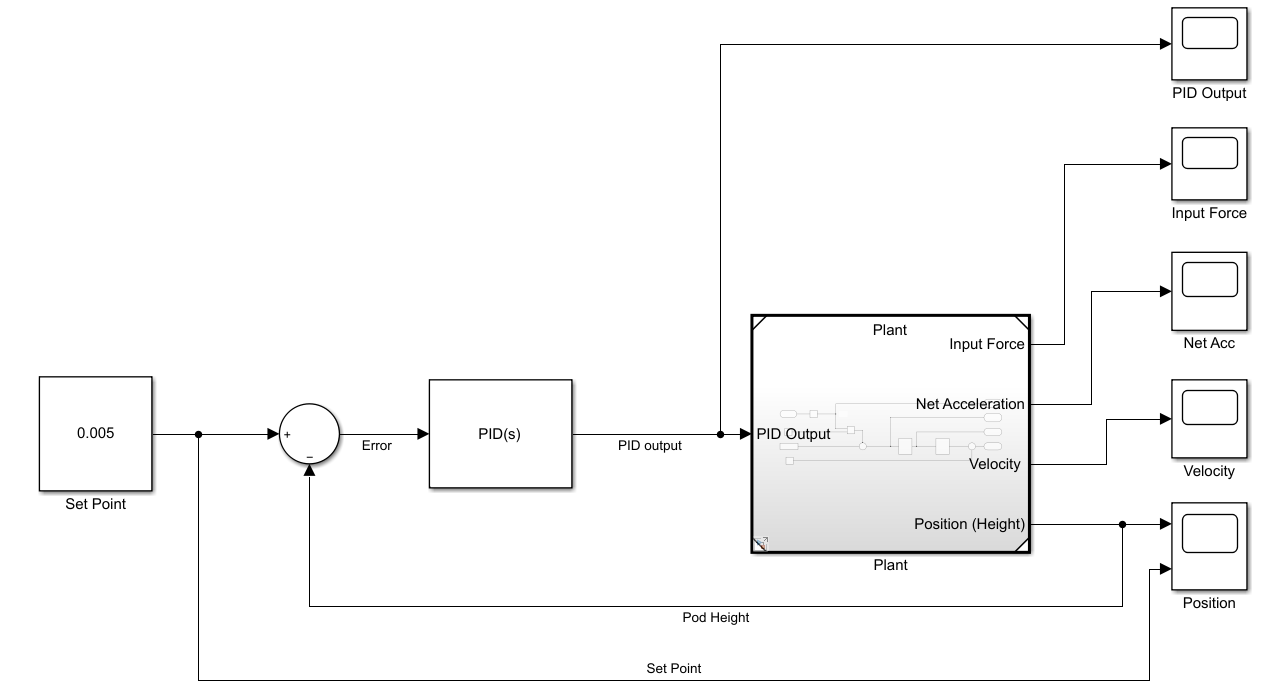 PID Output
Input Force
Net Acc
Plant
Input Force
Net Acceleration
0.005
+
−
Error
PID(s)
PID output
PID Output
Velocity
Velocity
Set Point
Position (Height)
Plant
Position
Pod Height
Set Point